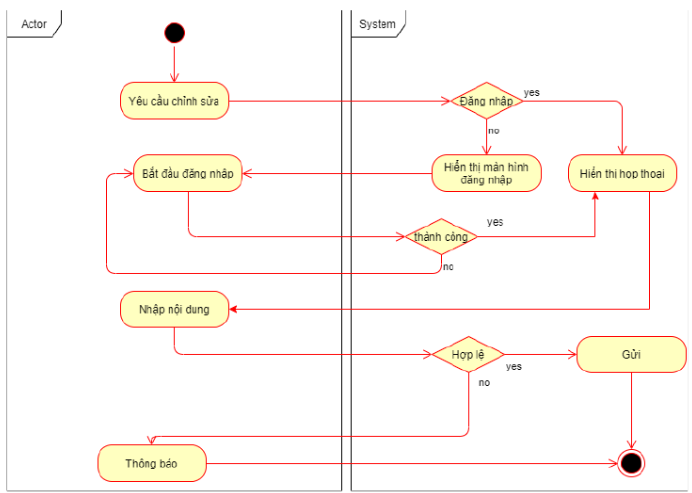 Actor
System
Yêu cầu chỉnh sửa
Đăng nhập
yes
no
Bắt đầu đăng nhập
Hiển thị màn hình
đăng nhập
Hiển thị họp thoại
thành công
yes
no
Nhập nội dung
Hợp lệ
yes
Gửi
no
Thông báo